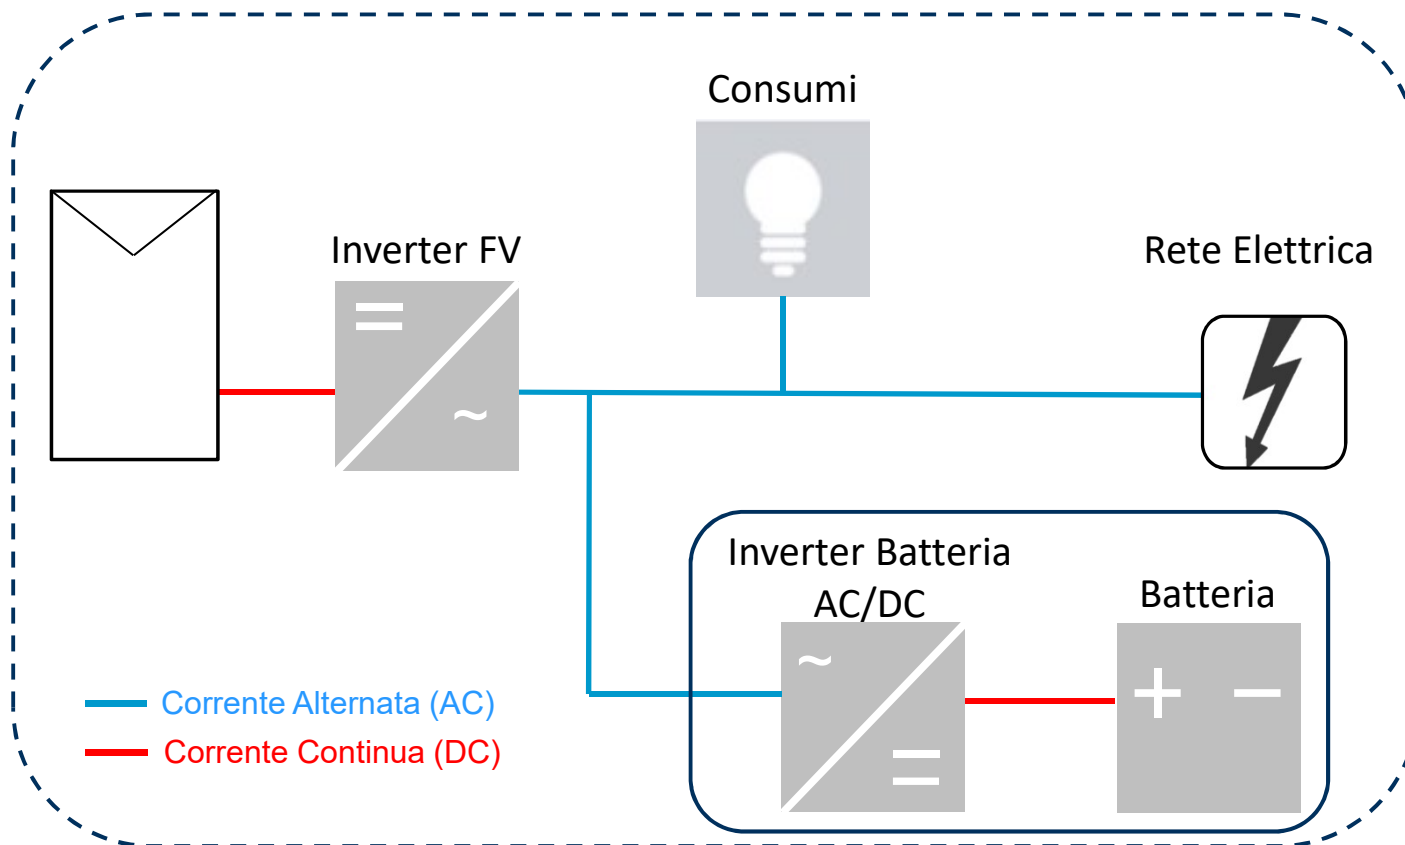 Consumi
Inverter FV
Rete Elettrica
=
~
Inverter Batteria
AC/DC
Batteria
~
+ −
=
Corrente Alternata (AC)
Corrente Continua (DC)